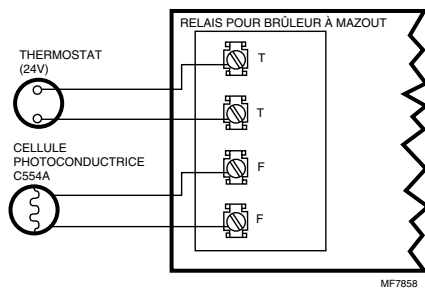 RELAIS POUR BRÛLEUR À MAZOUT
THERMOSTAT
(24V)
T
T
CELLULE
PHOTOCONDUCTRICE
C554A
F
F
MF7858